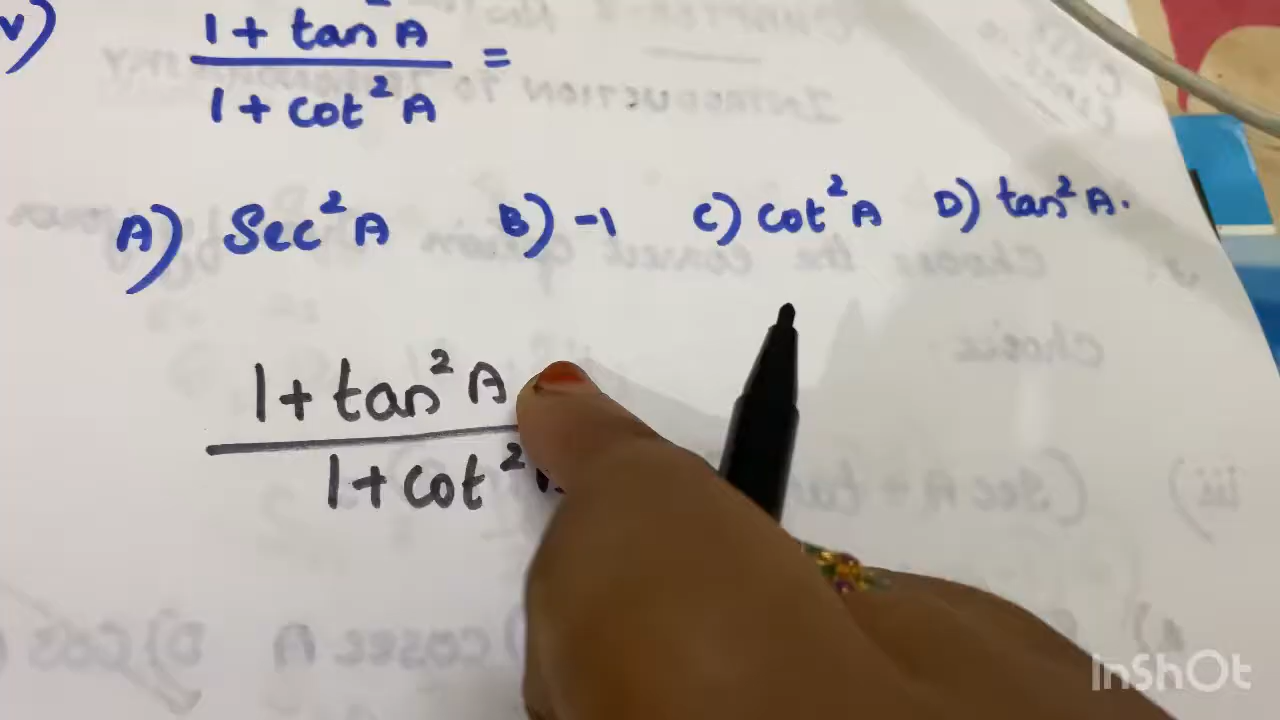 v) 1 + tan²A
=
1 + cot²A
A) Sec²A B) -1 C) cot²A D) tan²A.
1 + tan²A
1 + cot²
InShOt